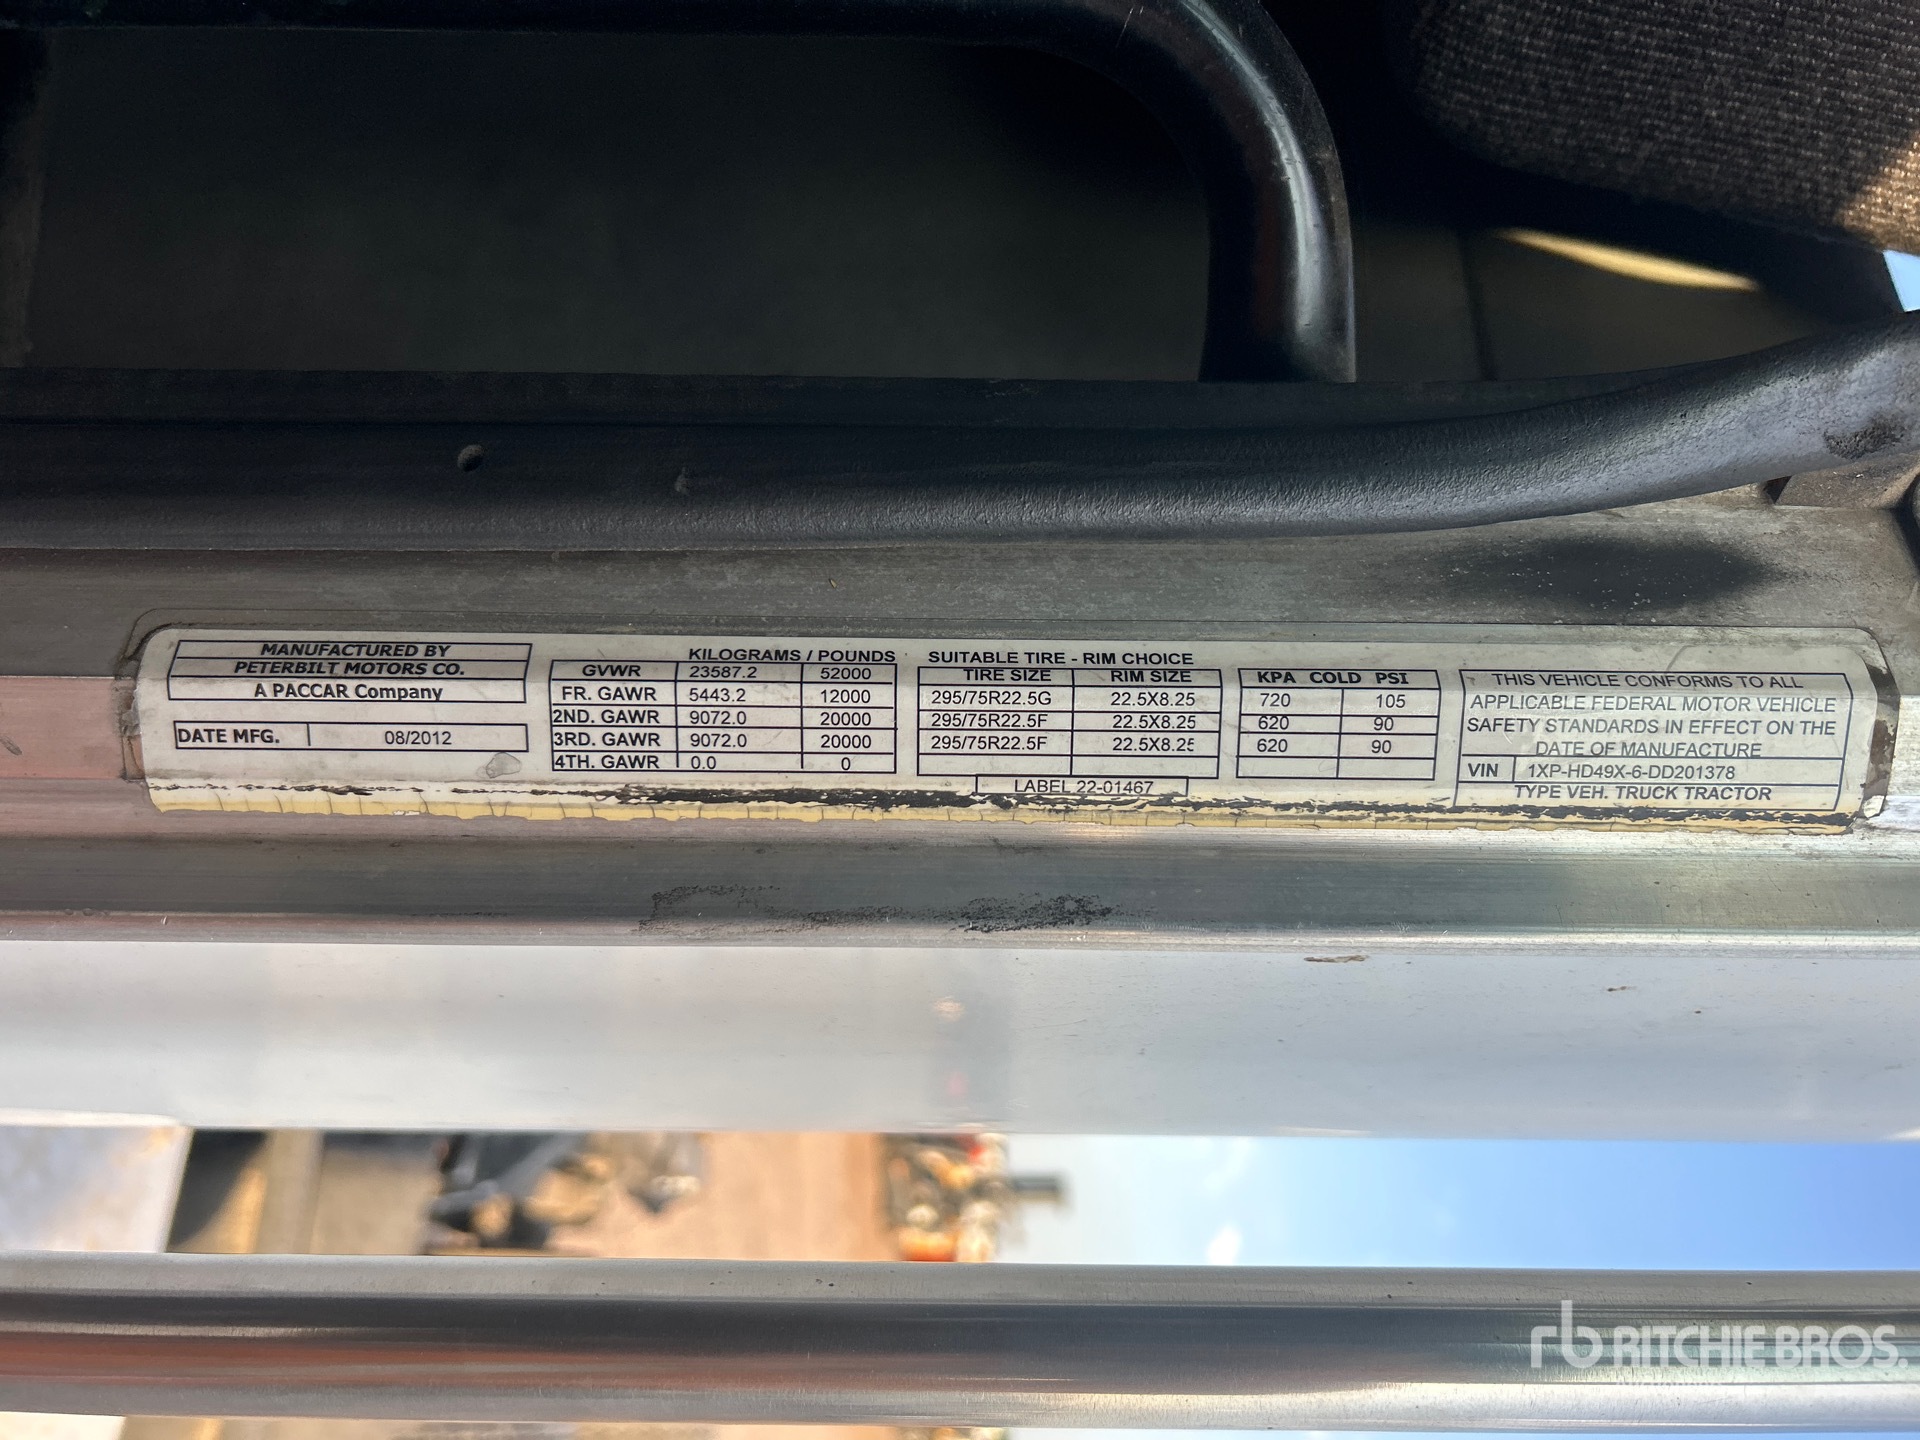 MANUFACTURED BY
PETERBILT MOTORS CO.
A PACCAR Company
DATE MFG. 08/2012
KILOGRAMS / POUNDS
GVWR 23587.2 52000
FR. GAWR 5443.2 12000
2ND. GAWR 9072.0 20000
3RD. GAWR 9072.0 20000
4TH. GAWR 0.0 0
SUITABLE TIRE - RIM CHOICE
TIRE SIZE RIM SIZE
295/75R22.5G 22.5X8.25
295/75R22.5F 22.5X8.25
295/75R22.5F 22.5X8.25
LABEL 22-01467
KPA COLD PSI
720 105
620 90
620 90
THIS VEHICLE CONFORMS TO ALL
APPLICABLE FEDERAL MOTOR VEHICLE
SAFETY STANDARDS IN EFFECT ON THE
DATE OF MANUFACTURE
VIN 1XP-HD49X-6-DD201378
TYPE VEH. TRUCK TRACTOR
rb RITCHIE BROS.